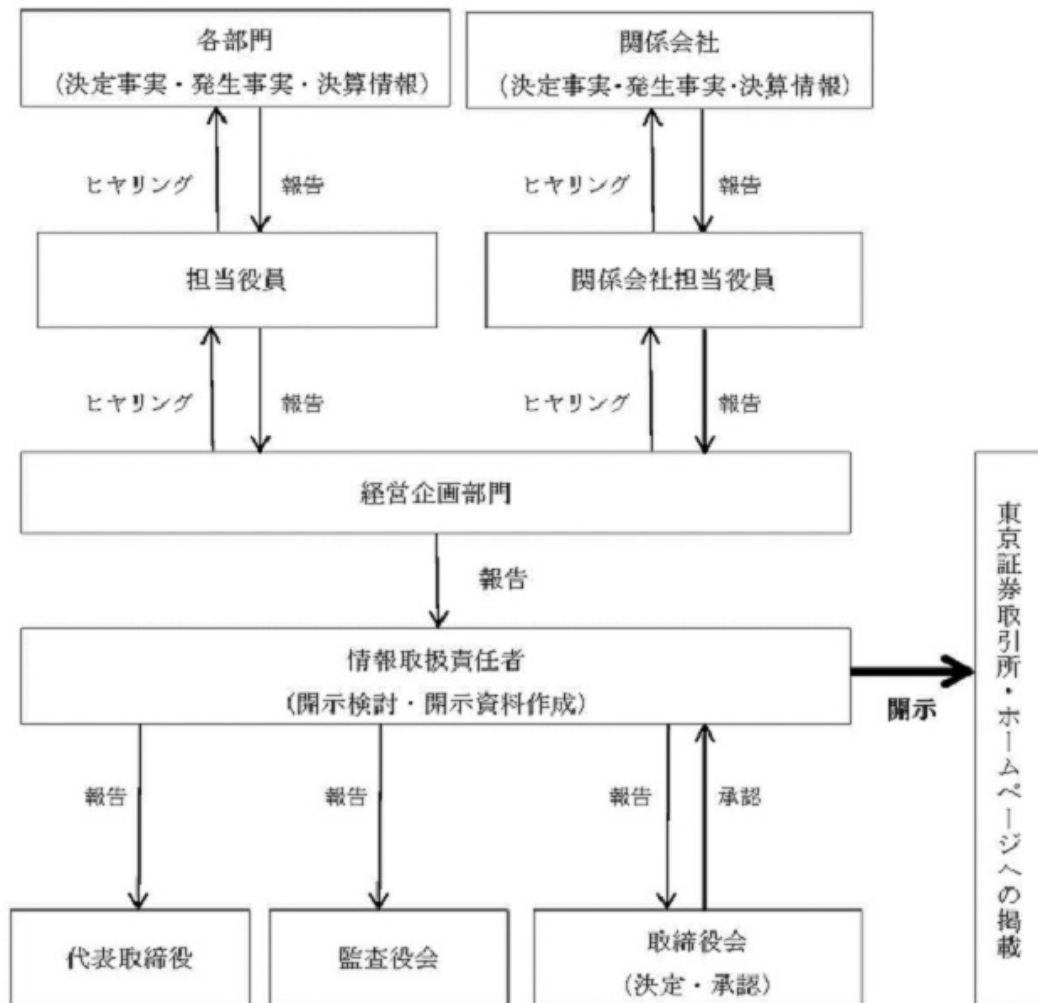 各部門
(決定事実・発生事実・決算情報)
関係会社
(決定事実・発生事実・決算情報)
ヒヤリング
報告
ヒヤリング
報告
担当役員
関係会社担当役員
ヒヤリング
報告
ヒヤリング
報告
経営企画部門
報告
情報取扱責任者
(開示検討・開示資料作成)
開示
東京証券取引所・ホームページへの掲載
報告
報告
報告
承認
代表取締役
監査役会
取締役会
(決定・承認)